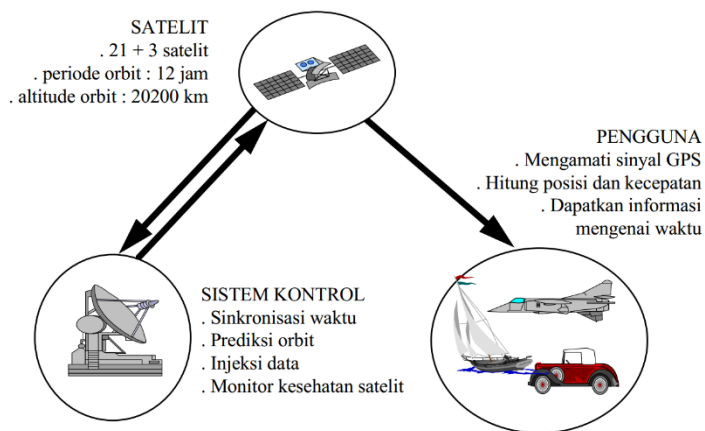 SATELIT
. 21 + 3 satelit
. periode orbit : 12 jam
. altitude orbit : 20200 km
PENGGUNA
. Mengamati sinyal GPS
. Hitung posisi dan kecepatan
. Dapatkan informasi
mengenai waktu
SISTEM KONTROL
. Sinkronisasi waktu
. Prediksi orbit
. Injeksi data
. Monitor kesehatan satelit